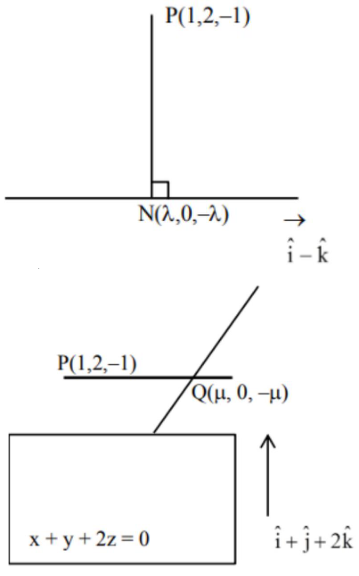 P(1,2,–1)
N(λ,0,–λ)
î – k̂
P(1,2,–1)
Q(μ, 0, –μ)
x + y + 2z = 0
î + ĵ + 2k̂